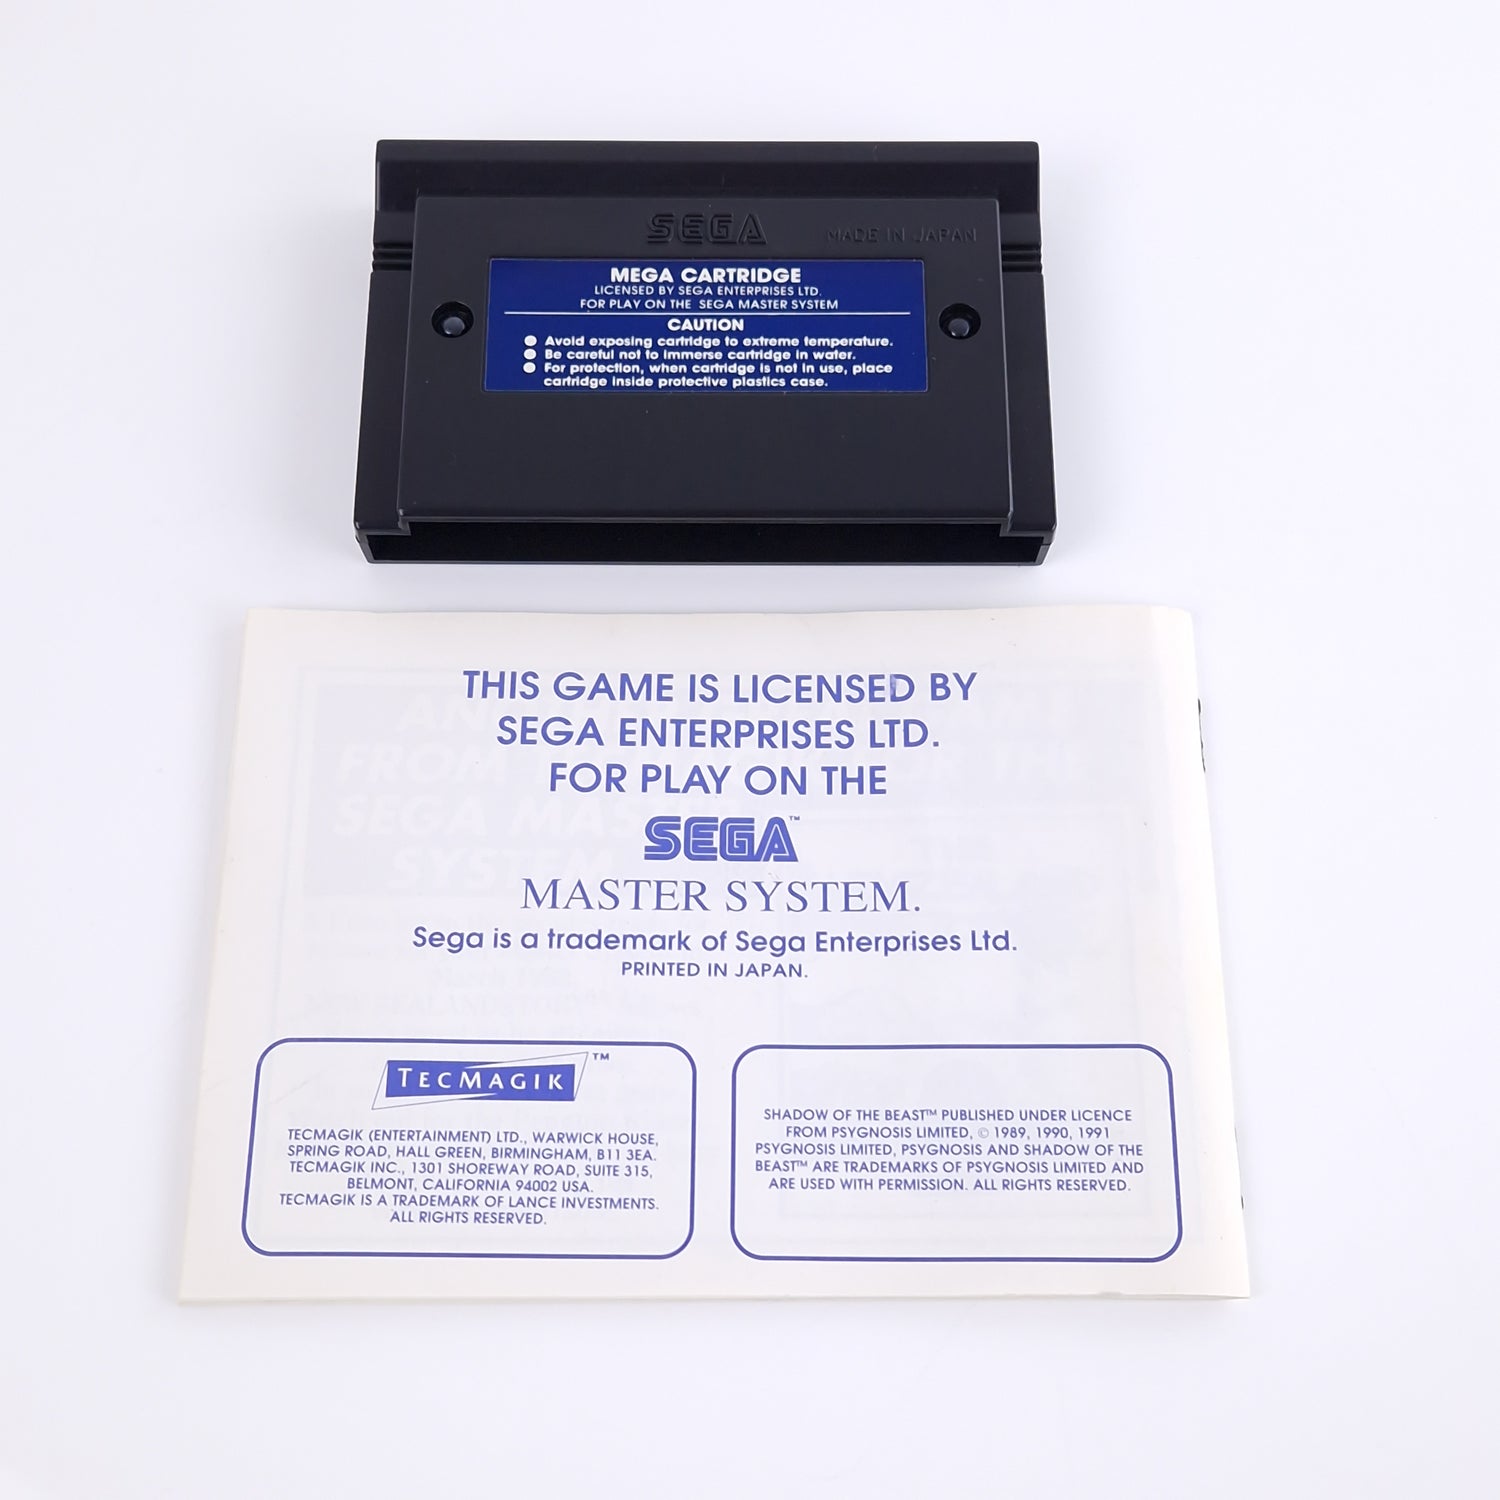 SEGA
MADE IN JAPAN
MEGA CARTRIDGE
LICENSED BY SEGA ENTERPRISES LTD.
FOR PLAY ON THE SEGA MASTER SYSTEM
CAUTION
● Avoid exposing cartridge to extreme temperature.
● Be careful not to immerse cartridge in water.
● For protection, when cartridge is not in use, place
cartridge inside protective plastics case.
THIS GAME IS LICENSED BY
SEGA ENTERPRISES LTD.
FOR PLAY ON THE
SEGA™
MASTER SYSTEM.
Sega is a trademark of Sega Enterprises Ltd.
PRINTED IN JAPAN.
TECMAGIK™
TECMAGIK (ENTERTAINMENT) LTD., WARWICK HOUSE,
SPRING ROAD, HALL GREEN, BIRMINGHAM, B11 3EA.
TECMAGIK INC., 1301 SHOREWAY ROAD, SUITE 315,
BELMONT, CALIFORNIA 94002 USA.
TECMAGIK IS A TRADEMARK OF LANCE INVESTMENTS.
ALL RIGHTS RESERVED.
SHADOW OF THE BEAST™ PUBLISHED UNDER LICENCE
FROM PSYGNOSIS LIMITED, © 1989, 1990, 1991
PSYGNOSIS LIMITED, PSYGNOSIS AND SHADOW OF THE
BEAST™ ARE TRADEMARKS OF PSYGNOSIS LIMITED AND
ARE USED WITH PERMISSION. ALL RIGHTS RESERVED.